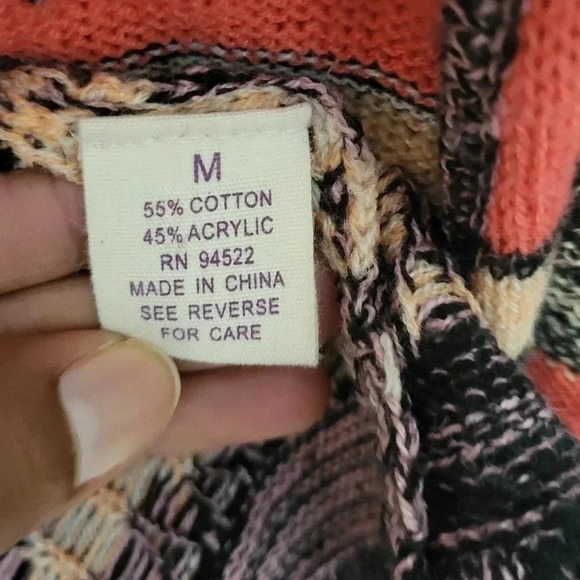 M
55% COTTON
45% ACRYLIC
RN 94522
MADE IN CHINA
SEE REVERSE
FOR CARE